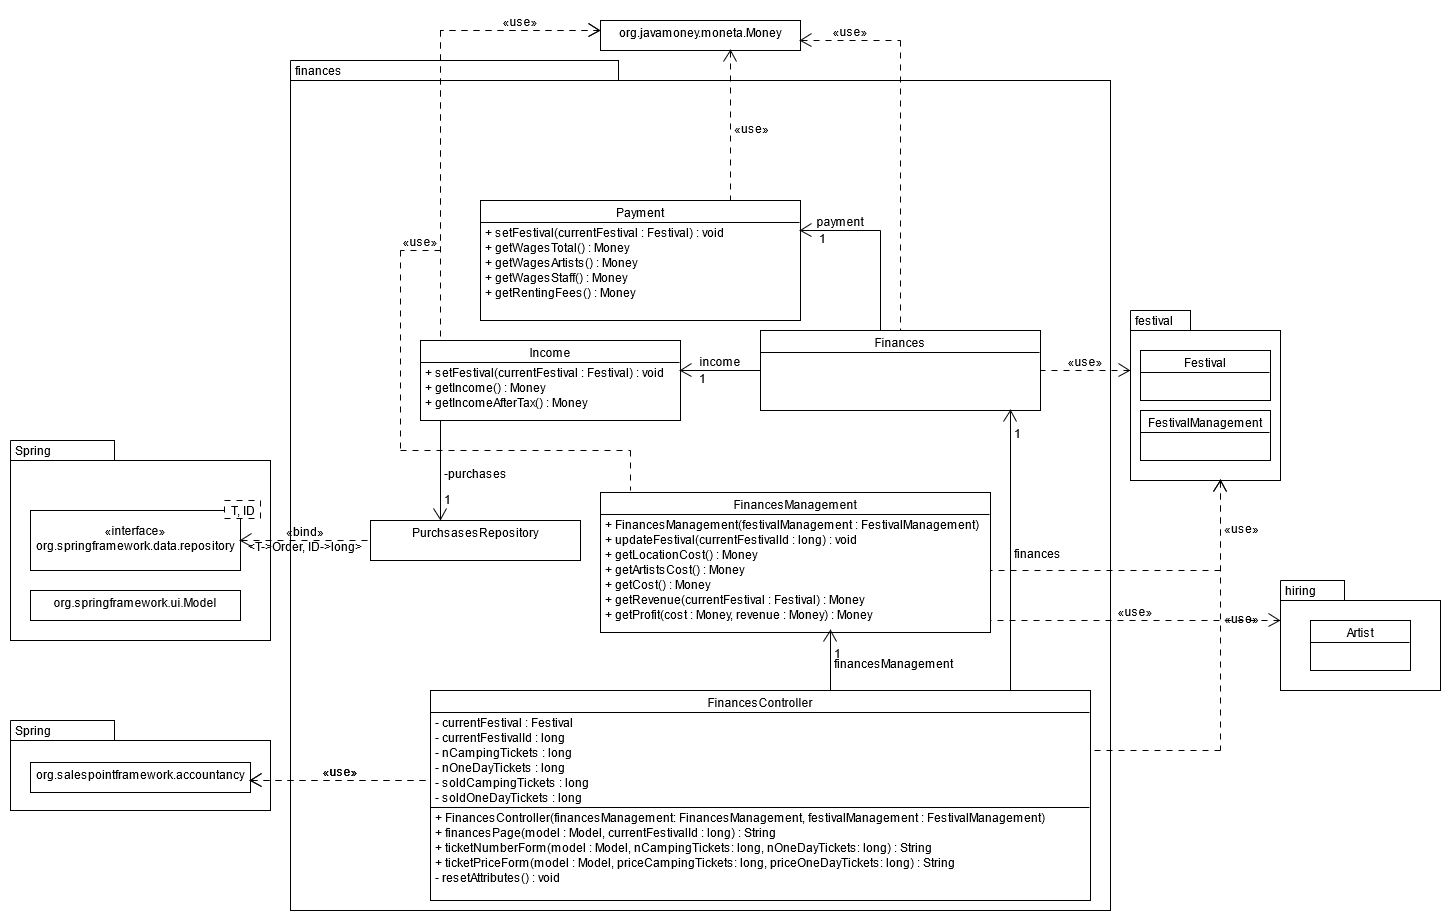 «use»
org.javamoney.moneta.Money
«use»
finances
«use»
Payment
+ setFestival(currentFestival : Festival) : void
+ getWagesTotal() : Money
+ getWagesArtists() : Money
+ getWagesStaff() : Money
+ getRentingFees() : Money
payment
1
«use»
Income
+ setFestival(currentFestival : Festival) : void
+ getIncome() : Money
+ getIncomeAfterTax() : Money
income
1
Finances
«use»
festival
Festival
FestivalManagement
Spring
T, ID
«interface»
org.springframework.data.repository
org.springframework.ui.Model
«bind»
<T->Order, ID->long>
-purchases
1
PurchsasesRepository
FinancesManagement
+ FinancesManagement(festivalManagement : FestivalManagement)
+ updateFestival(currentFestivalId : long) : void
+ getLocationCost() : Money
+ getArtistsCost() : Money
+ getCost() : Money
+ getRevenue(currentFestival : Festival) : Money
+ getProfit(cost : Money, revenue : Money) : Money
1
finances
«use»
«use»
«use»
hiring
Artist
1
financesManagement
FinancesController
- currentFestival : Festival
- currentFestivalId : long
- nCampingTickets : long
- nOneDayTickets : long
- soldCampingTickets : long
- soldOneDayTickets : long
+ FinancesController(financesManagement: FinancesManagement, festivalManagement : FestivalManagement)
+ financesPage(model : Model, currentFestivalId : long) : String
+ ticketNumberForm(model : Model, nCampingTickets: long, nOneDayTickets: long) : String
+ ticketPriceForm(model : Model, priceCampingTickets: long, priceOneDayTickets: long) : String
- resetAttributes() : void
Spring
org.salespointframework.accountancy
«use»